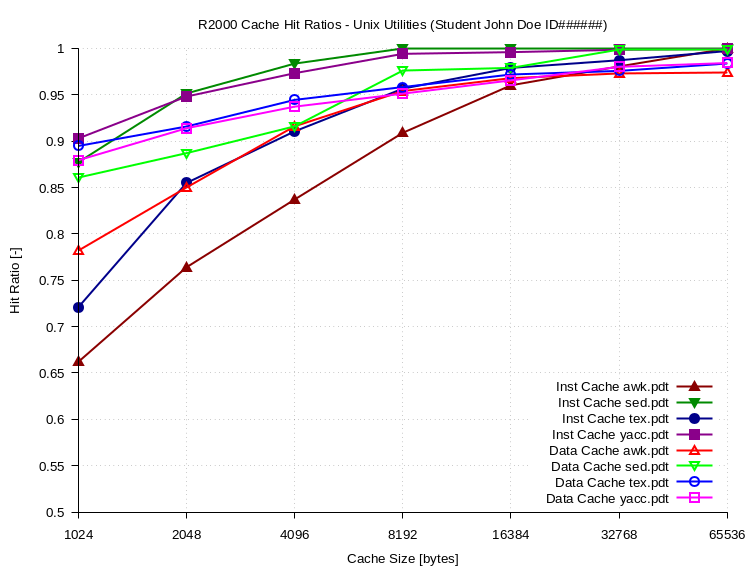 R2000 Cache Hit Ratios - Unix Utilities (Student John Doe ID######)
1
0.95
0.9
0.85
0.8
0.75
0.7
0.65
0.6
0.55
0.5
Hit Ratio [-]
Inst Cache awk.pdt
Inst Cache sed.pdt
Inst Cache tex.pdt
Inst Cache yacc.pdt
Data Cache awk.pdt
Data Cache sed.pdt
Data Cache tex.pdt
Data Cache yacc.pdt
1024 2048 4096 8192 16384 32768 65536
Cache Size [bytes]